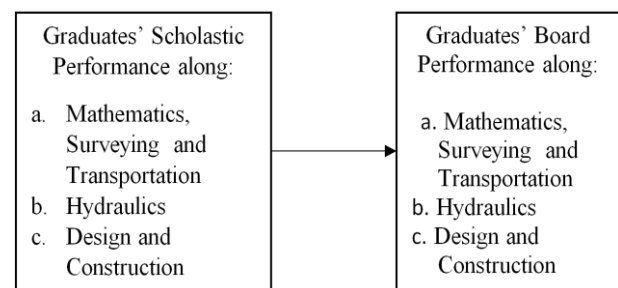 Graduates' Scholastic
Performance along:
a. Mathematics,
Surveying and
Transportation
b. Hydraulics
c. Design and
Construction
Graduates' Board
Performance along:
a. Mathematics,
Surveying and
Transportation
b. Hydraulics
c. Design and
Construction